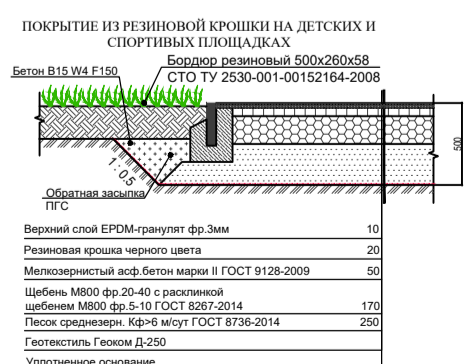 ПОКРЫТИЕ ИЗ РЕЗИНОВОЙ КРОШКИ НА ДЕТСКИХ И
СПОРТИВЫХ ПЛОЩАДКАХ
Бордюр резиновый 500х260х58
СТО ТУ 2530-001-00152164-2008
Бетон В15 W4 F150
500
1:0.5
Обратная засыпка
ПГС
Верхний слой EPDM-гранулят фр.3мм 10
Резиновая крошка черного цвета 20
Мелкозернистый асф.бетон марки II ГОСТ 9128-2009 50
Щебень М800 фр.20-40 с расклинкой
щебенем М800 фр.5-10 ГОСТ 8267-2014 170
Песок среднезерн. Кф>6 м/сут ГОСТ 8736-2014 250
Геотекстиль Геоком Д-250
Уплотненное основание